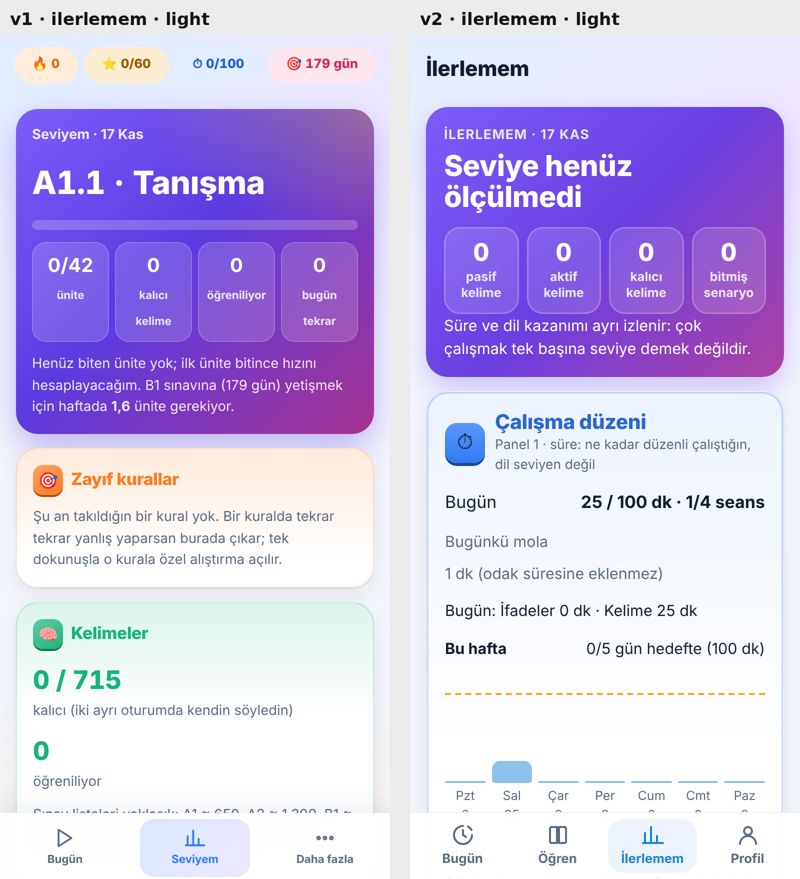 v1 · ilerlemem · light
🔥 0
⭐ 0/60
⏱ 0/100
🎯 179 gün
Seviyem · 17 Kas
A1.1 · Tanışma
0/42
ünite
0
kalıcı
kelime
0
öğreniliyor
0
bugün
tekrar
Henüz biten ünite yok; ilk ünite bitince hızını
hesaplayacağım. B1 sınavına (179 gün) yetişmek
için haftada 1,6 ünite gerekiyor.
Zayıf kurallar
Şu an takıldığın bir kural yok. Bir kuralda tekrar
tekrar yanlış yaparsan burada çıkar; tek
dokunuşla o kurala özel alıştırma açılır.
Kelimeler
0 / 715
kalıcı (iki ayrı oturumda kendin söyledin)
0
öğreniliyor
Bugün
Seviyem
Daha fazla
v2 · ilerlemem · light
İlerlemem
İLERLEMEM · 17 KAS
Seviye henüz
ölçülmedi
0
pasif
kelime
0
aktif
kelime
0
kalıcı
kelime
0
bitmiş
senaryo
Süre ve dil kazanımı ayrı izlenir: çok
çalışmak tek başına seviye demek değildir.
Çalışma düzeni
Panel 1 · süre: ne kadar düzenli çalıştığın,
dil seviyen değil
Bugün 25 / 100 dk · 1/4 seans
Bugünkü mola
1 dk (odak süresine eklenmez)
Bugün: İfadeler 0 dk · Kelime 25 dk
Bu hafta 0/5 gün hedefte (100 dk)
Pzt Sal Çar Per Cum Cmt Paz
Bugün
Öğren
İlerlemem
Profil